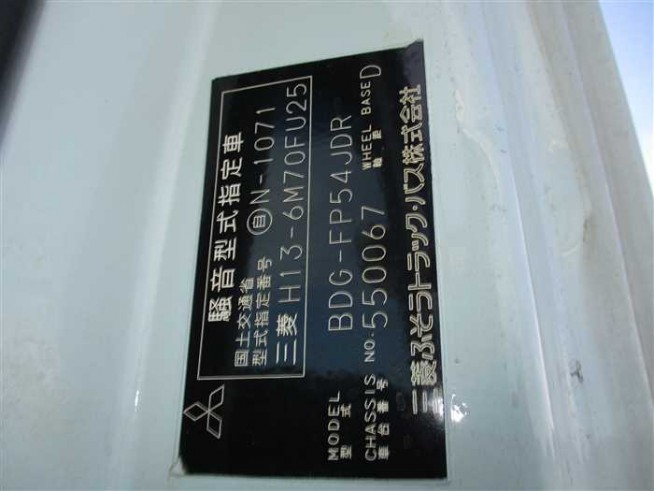 騒音型式指定車
国土交通省
型式指定番号 自N-1071
三菱 H13-6M70FU25
MODEL BDG-FP54JDR
型式
CHASSIS NO. 550067 WHEEL BASE D
車台番号 軸距
三菱ふそうトラック・バス株式会社